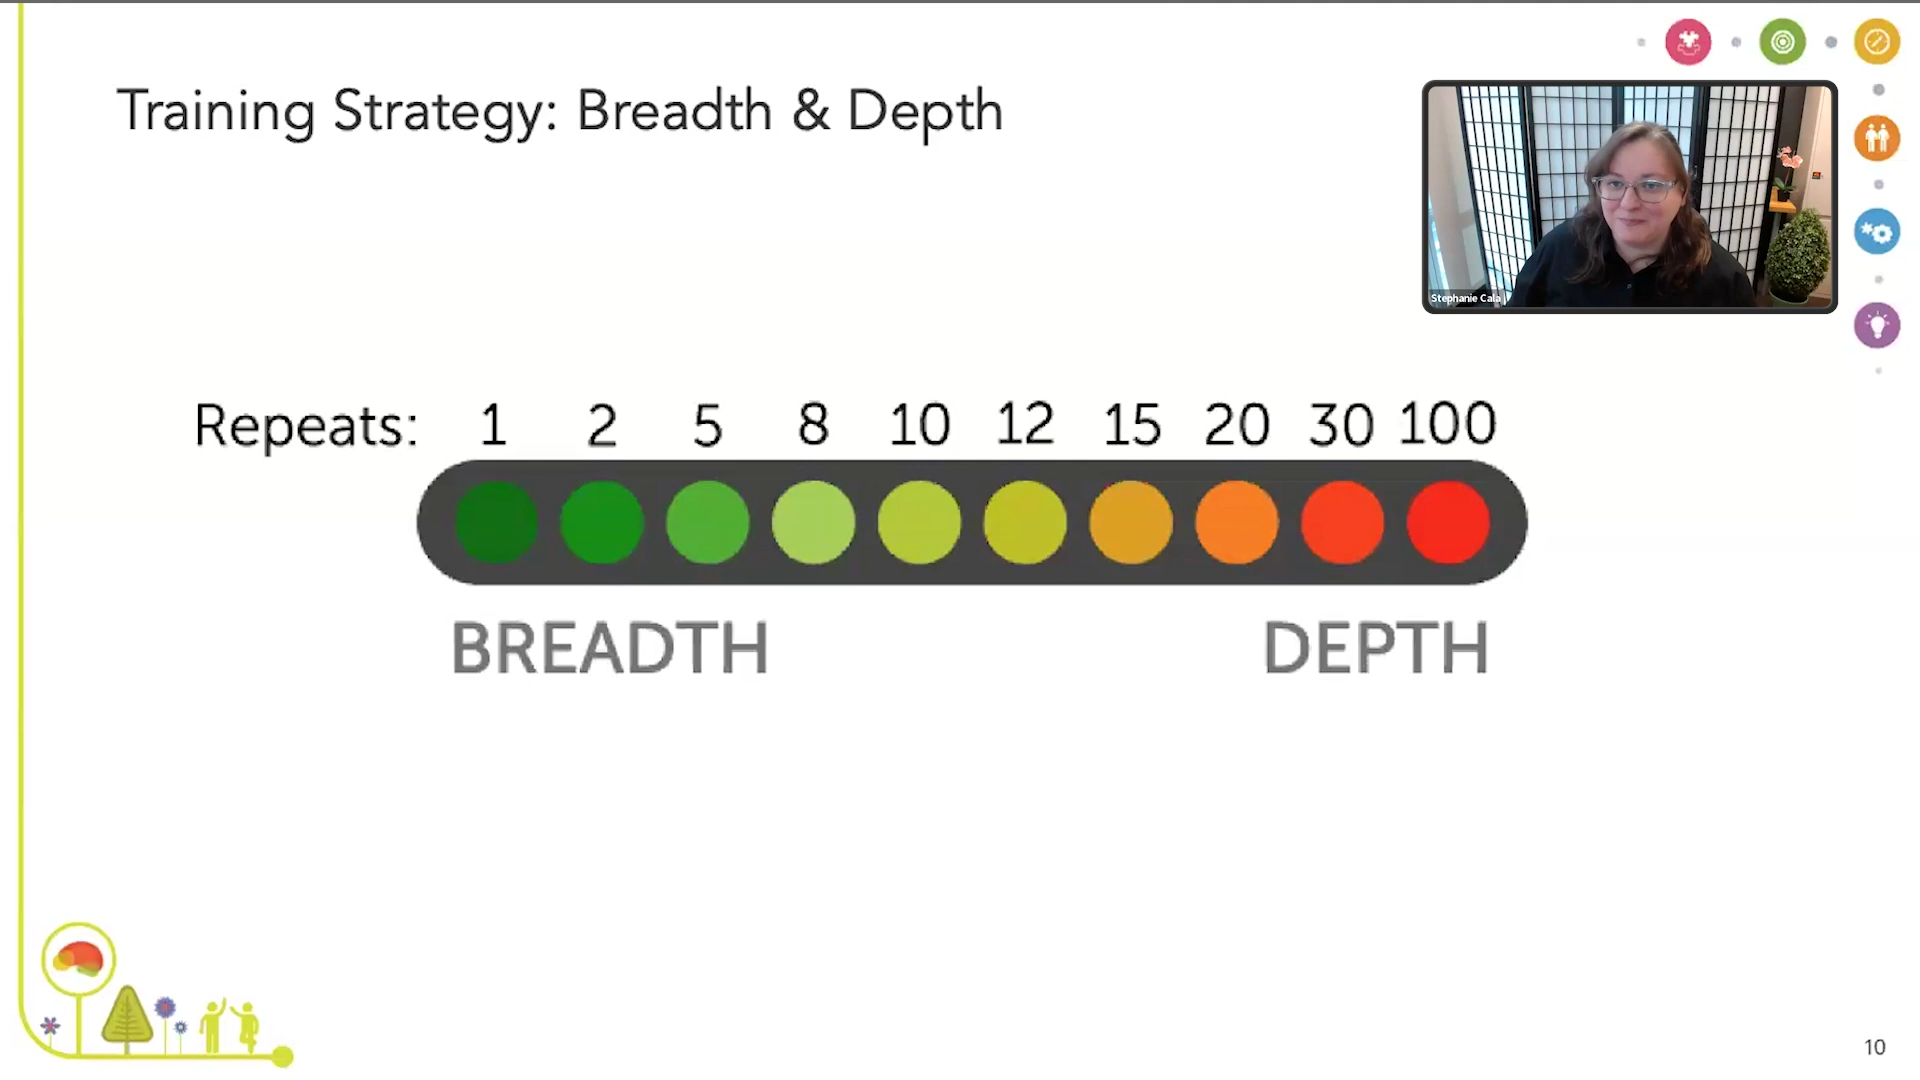 Training Strategy: Breadth & Depth
Stephanie Cala
Repeats: 1 2 5 8 10 12 15 20 30 100
BREADTH DEPTH
10